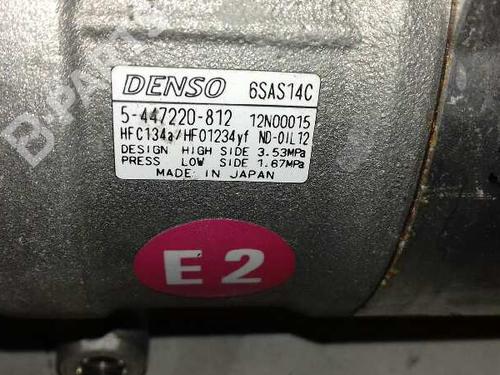 DENSO 6SAS14C
5-447220-812 12N00015
HFC134a/HFO1234yf ND-OIL12
DESIGN HIGH SIDE 3.53MPa
PRESS LOW SIDE 1.67MPa
MADE IN JAPAN
E2
B-PARTS